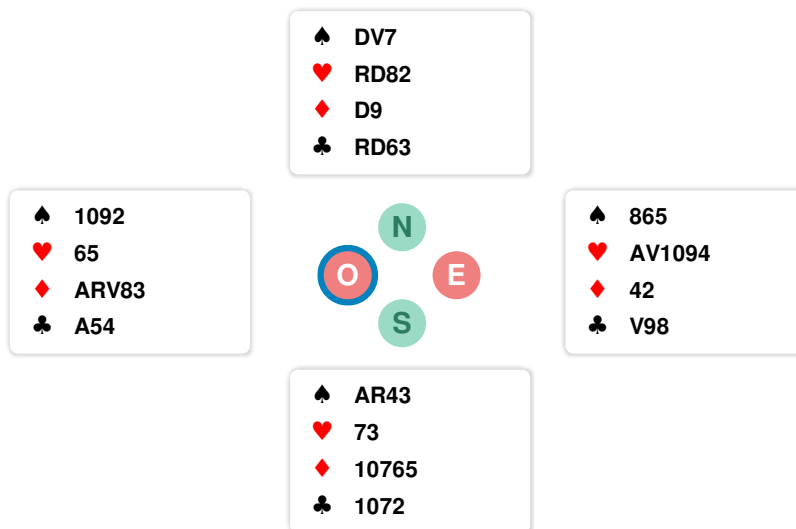 ♠ DV7
♥ RD82
♦ D9
♣ RD63
♠ 1092
♥ 65
♦ ARV83
♣ A54
N
O E
S
♠ 865
♥ AV1094
♦ 42
♣ V98
♠ AR43
♥ 73
♦ 10765
♣ 1072